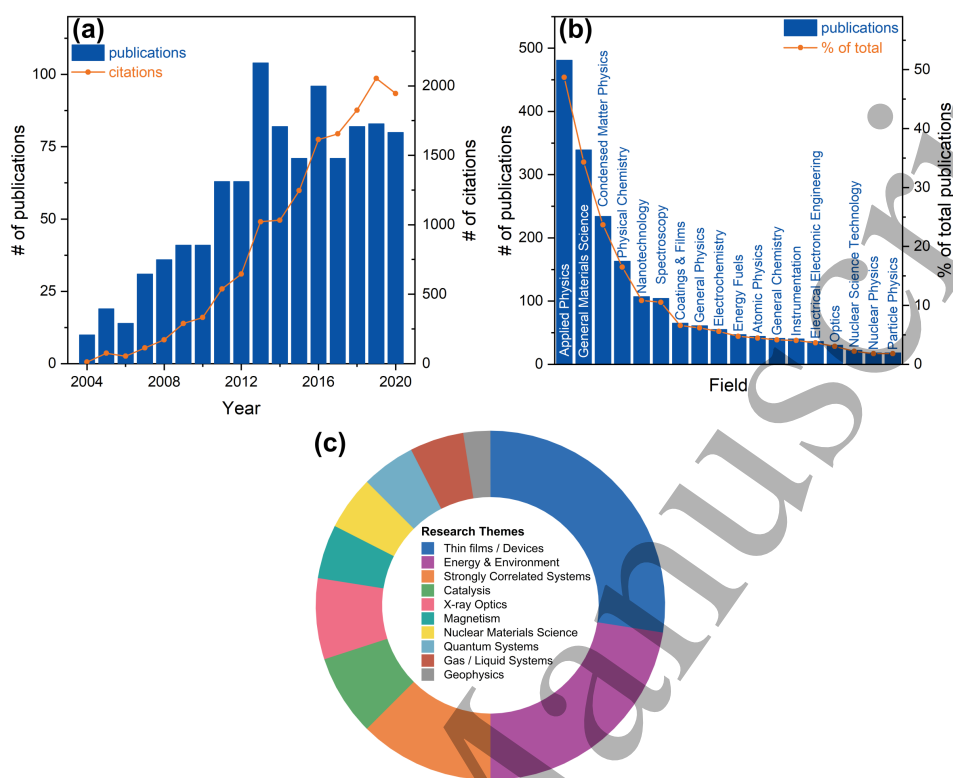 (a)
publications
citations
# of publications
100
75
50
25
0
2004
2008
2012
2016
2020
Year
2000
1500
1000
500
0
# of citations
(b)
publications
% of total
# of publications
500
400
300
200
100
0
Applied Physics
General Materials Science
Condensed Matter Physics
Physical Chemistry
Nanotechnology
Spectroscopy
Coatings & Films
General Physics
Electrochemistry
Energy Fuels
Atomic Physics
General Chemistry
Instrumentation
Electrical Electronic Engineering
Optics
Nuclear Science Technology
Nuclear Physics
Particle Physics
Field
50
40
30
20
10
0
% of total publications
(c)
Research Themes
Thin films / Devices
Energy & Environment
Strongly Correlated Systems
Catalysis
X-ray Optics
Magnetism
Nuclear Materials Science
Quantum Systems
Gas / Liquid Systems
Geophysics